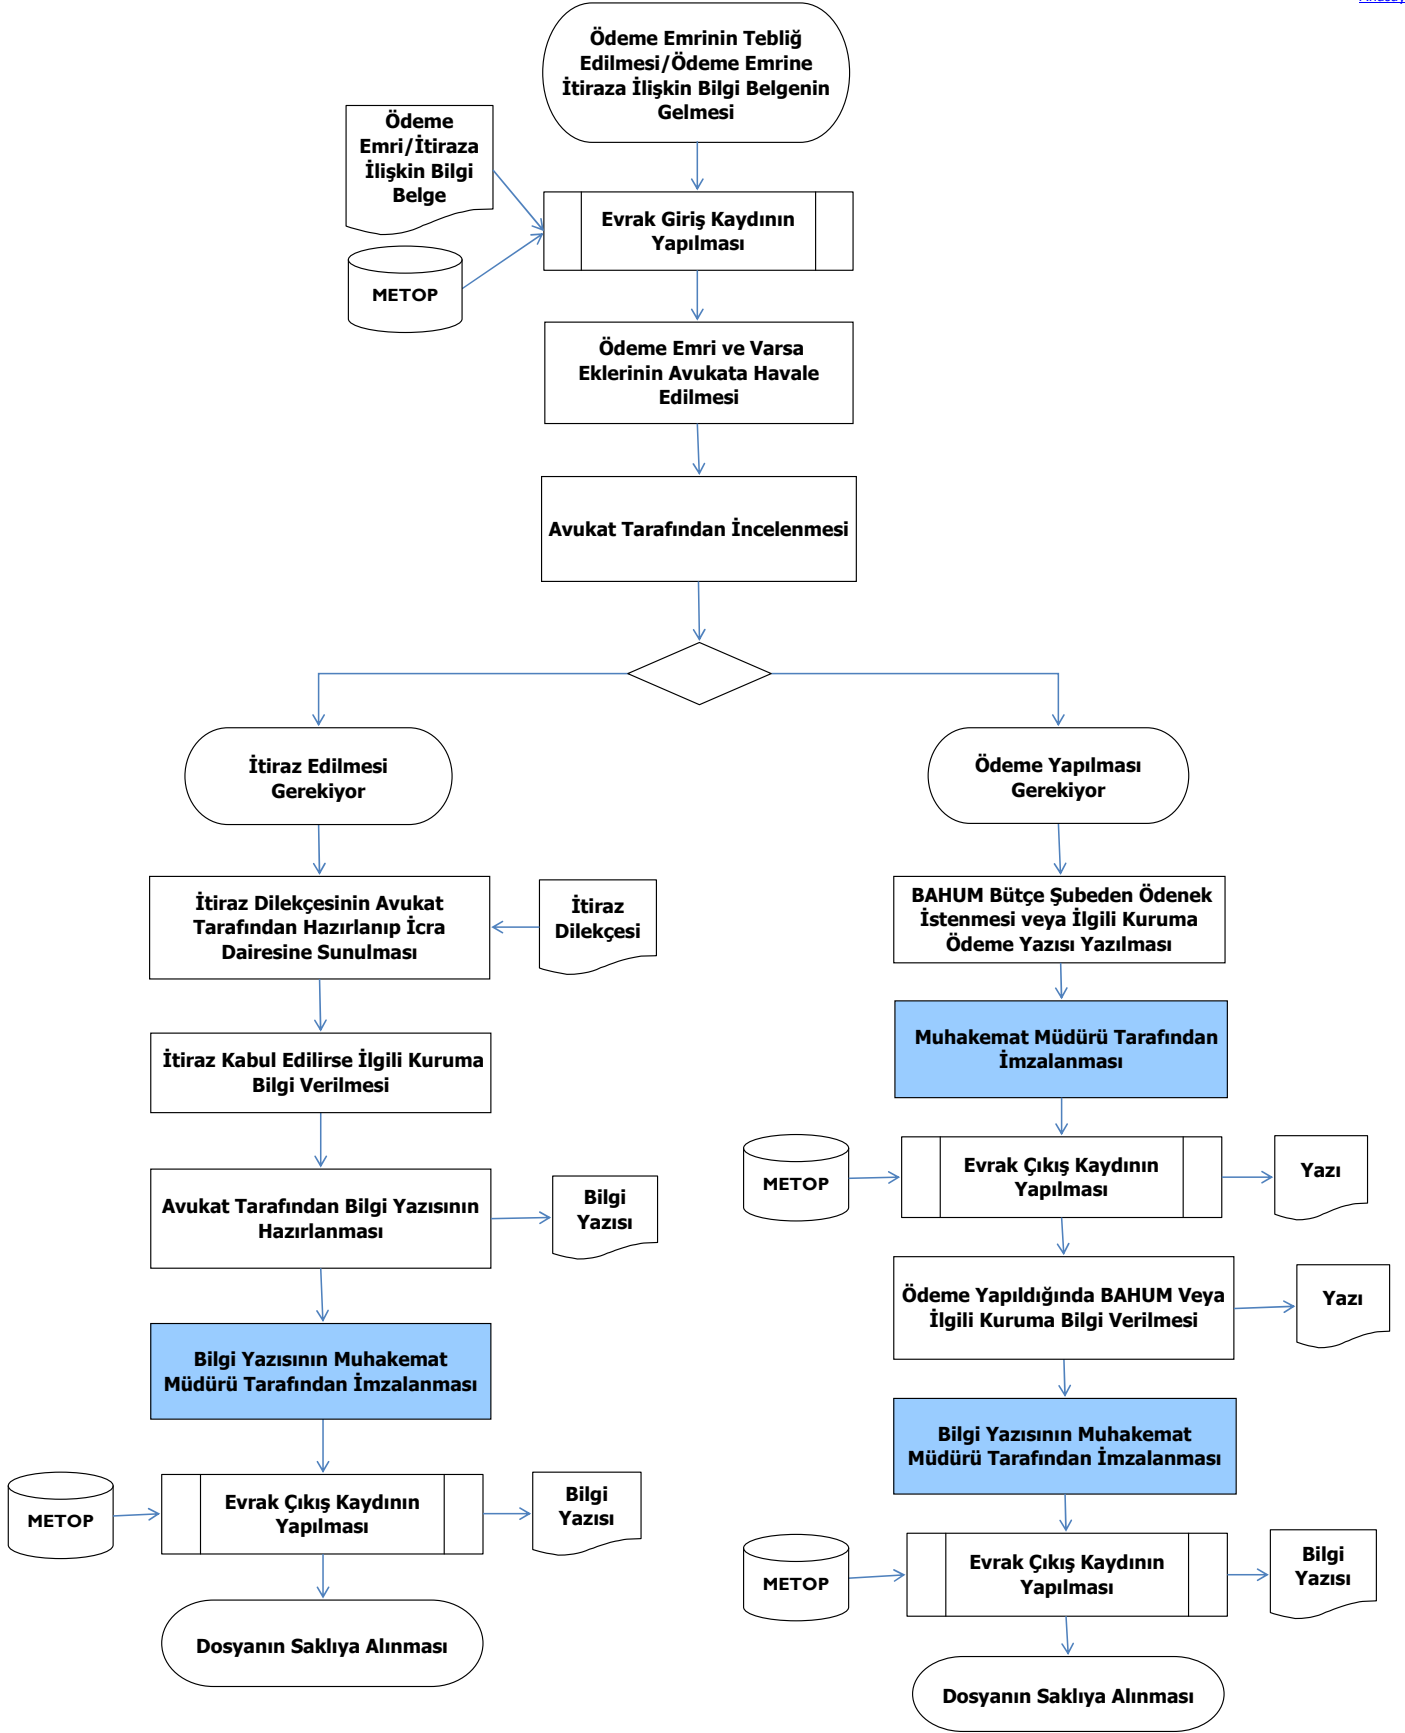 Ödeme Emrinin Tebliğ
Edilmesi/Ödeme Emrine
İtiraza İlişkin Bilgi Belgenin
Gelmesi
Ödeme
Emri/İtiraza
İlişkin Bilgi
Belge
Evrak Giriş Kaydının
Yapılması
METOP
Ödeme Emri ve Varsa
Eklerinin Avukata Havale
Edilmesi
Avukat Tarafından İncelenmesi
İtiraz Edilmesi
Gerekiyor
İtiraz Dilekçesinin Avukat
Tarafından Hazırlanıp İcra
Dairesine Sunulması
İtiraz
Dilekçesi
İtiraz Kabul Edilirse İlgili Kuruma
Bilgi Verilmesi
Avukat Tarafından Bilgi Yazısının
Hazırlanması
Bilgi
Yazısı
Bilgi Yazısının Muhakemat
Müdürü Tarafından İmzalanması
METOP
Evrak Çıkış Kaydının
Yapılması
Bilgi
Yazısı
Dosyanın Saklıya Alınması
Ödeme Yapılması
Gerekiyor
BAHUM Bütçe Şubeden Ödenek
İstenmesi veya İlgili Kuruma
Ödeme Yazısı Yazılması
Muhakemat Müdürü Tarafından
İmzalanması
METOP
Evrak Çıkış Kaydının
Yapılması
Yazı
Ödeme Yapıldığında BAHUM Veya
İlgili Kuruma Bilgi Verilmesi
Yazı
Bilgi Yazısının Muhakemat
Müdürü Tarafından İmzalanması
METOP
Evrak Çıkış Kaydının
Yapılması
Bilgi
Yazısı
Dosyanın Saklıya Alınması